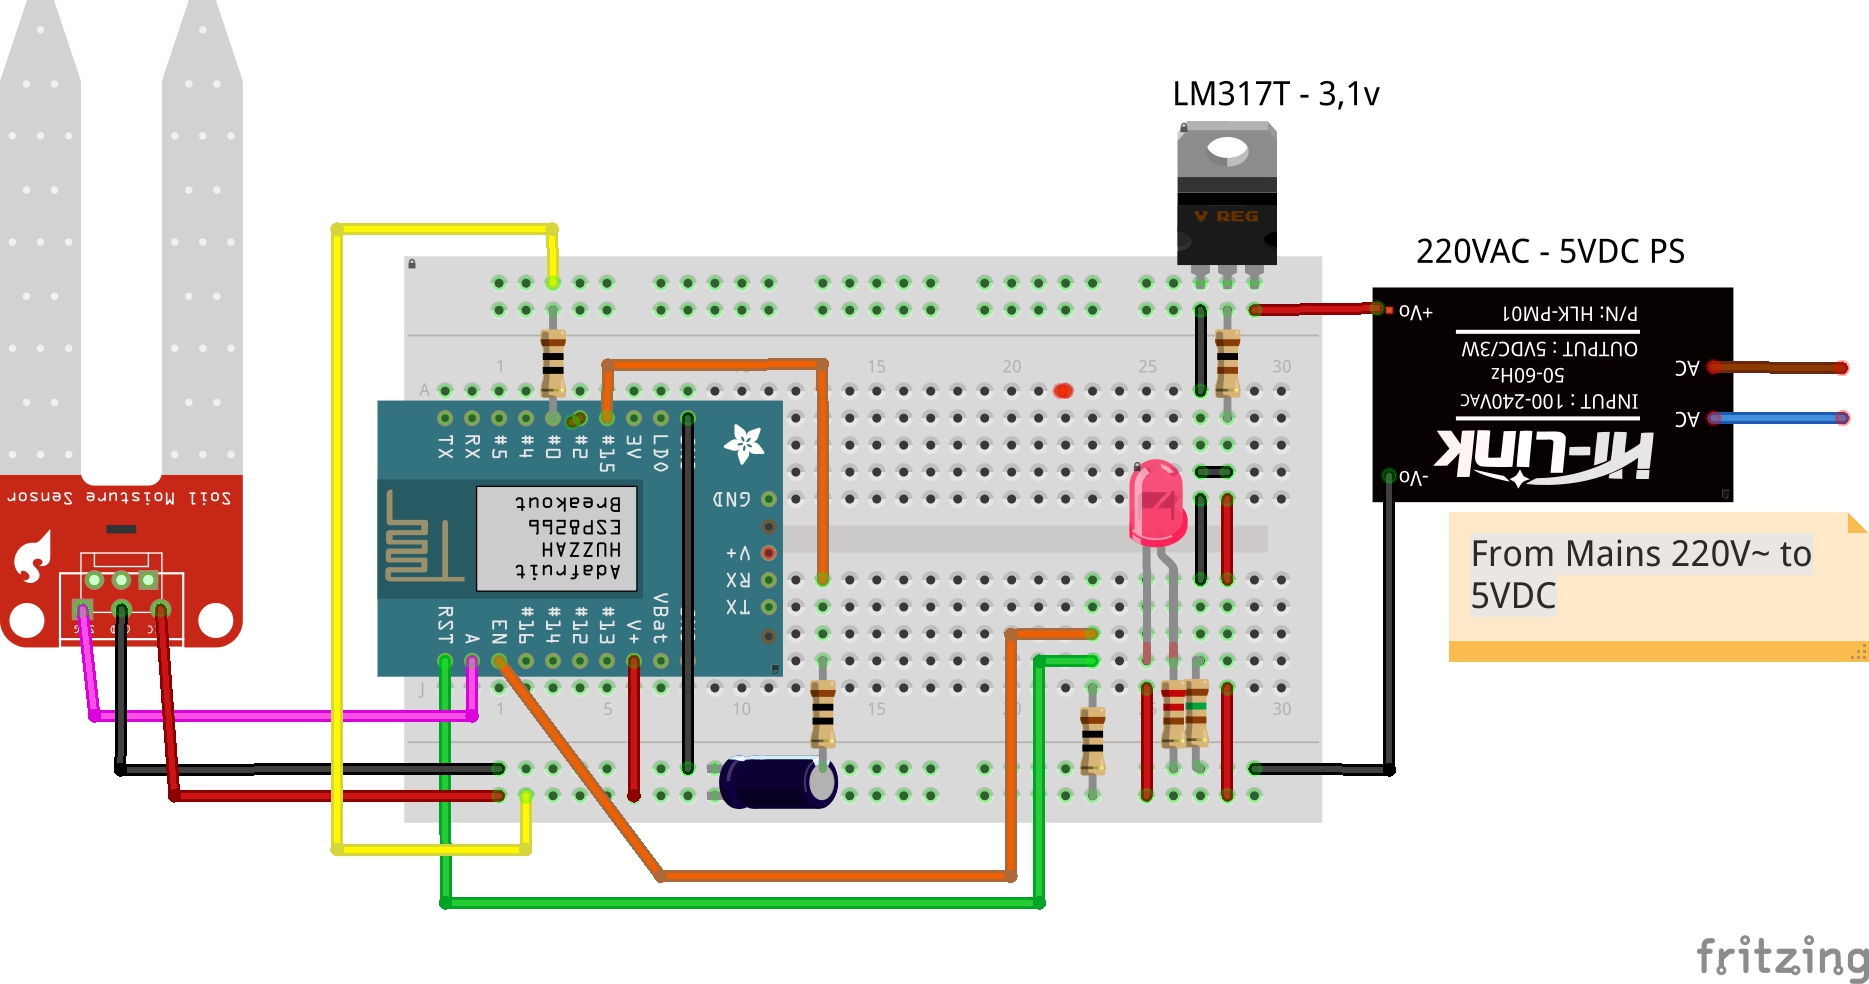 LM317T - 3,1v
V REG
220VAC - 5VDC PS
P/N: HLK-PM01
OUTPUT : 5VDC/3W
50-60Hz
INPUT : 100-240VAC
Hi-Link
+Vo
-Vo
AC
AC
From Mains 220V~ to
5VDC
Soil Moisture Sensor
1 15 20 25 30
A
TX RX #5 #4 #0 #2 #15 3V LDO
GND
V+
RX
TX
Adafruit
HUZZAH
ESP8266
Breakout
RST A EN #16 #14 #12 #13 V+ VBat
J
1 5 10 15 30
fritzing